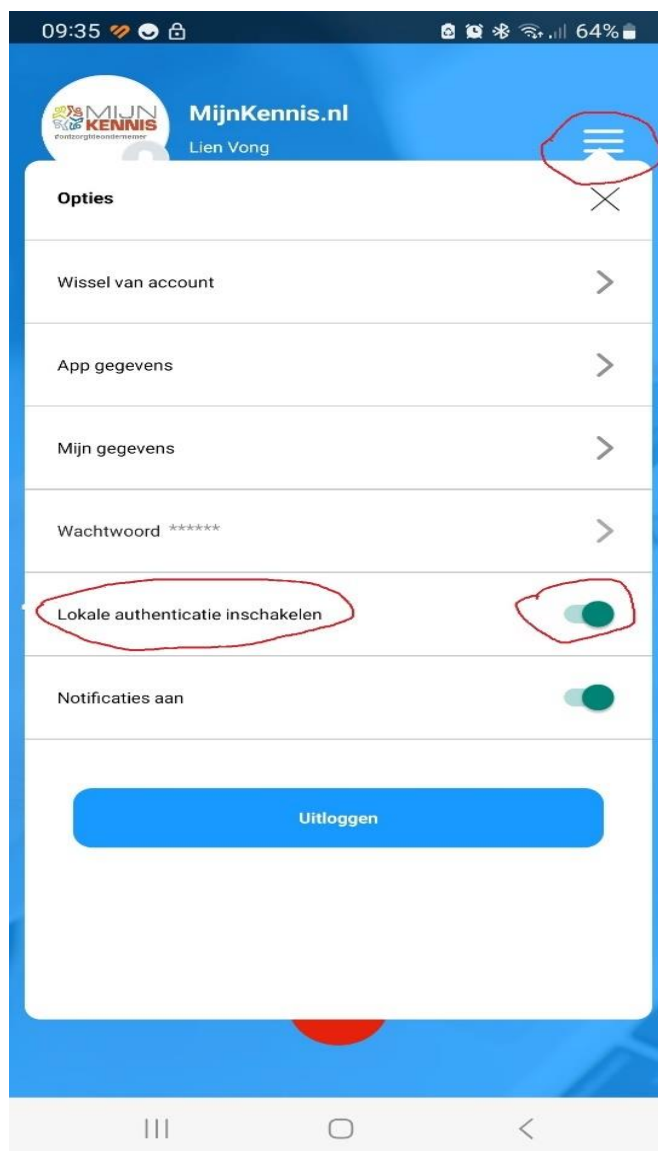 09:35
64%
MIJN
KENNIS
#ontzorghléondernemer
MijnKennis.nl
Lien Vong
Opties
Wissel van account
App gegevens
Mijn gegevens
Wachtwoord ******
Lokale authenticatie inschakelen
Notificaties aan
Uitloggen